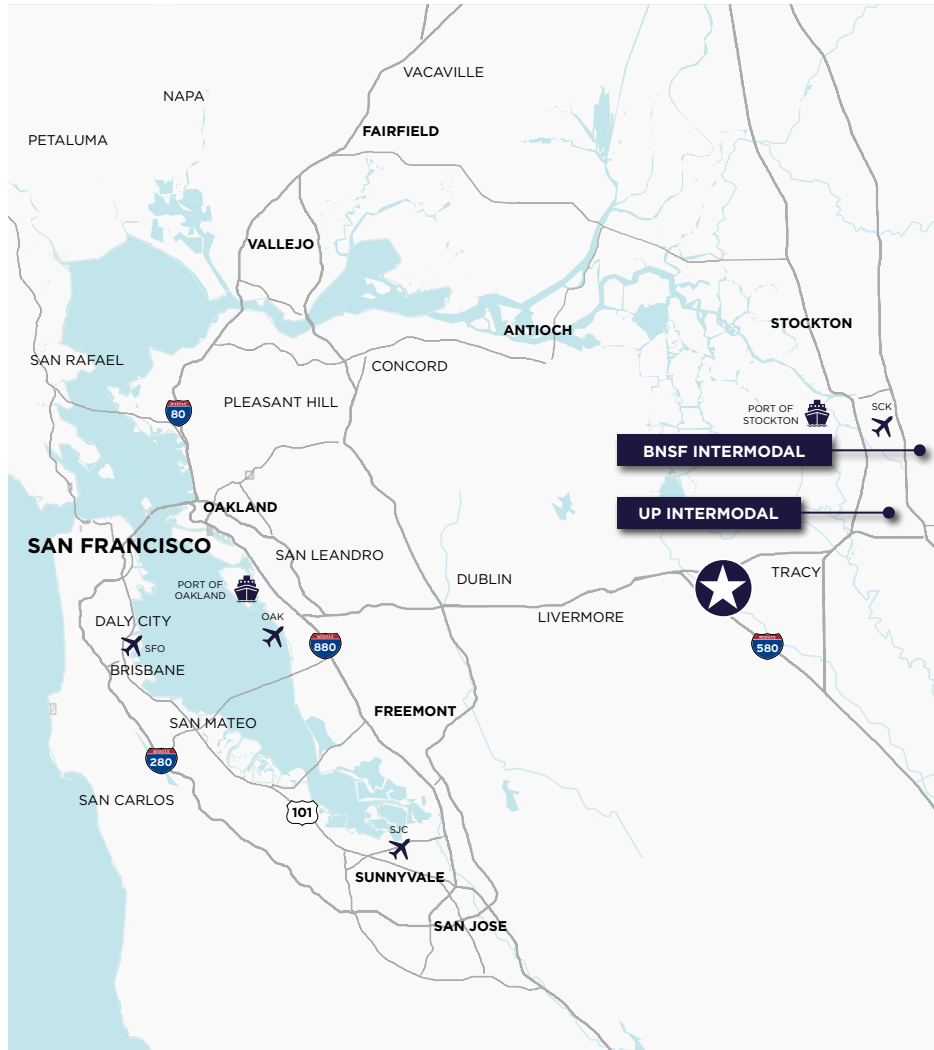 VACAVILLE
NAPA
FAIRFIELD
PETALUMA
VALLEJO
STOCKTON
ANTIOCH
SAN RAFAEL
CONCORD
PLEASANT HILL
80
PORT OF
STOCKTON
SCK
BNSF INTERMODAL
OAKLAND
UP INTERMODAL
SAN FRANCISCO
SAN LEANDRO
TRACY
DUBLIN
PORT OF
OAKLAND
OAK
LIVERMORE
DALY CITY
SFO
880
580
BRISBANE
FREEMONT
SAN MATEO
280
SAN CARLOS
101
SJC
SUNNYVALE
SAN JOSE